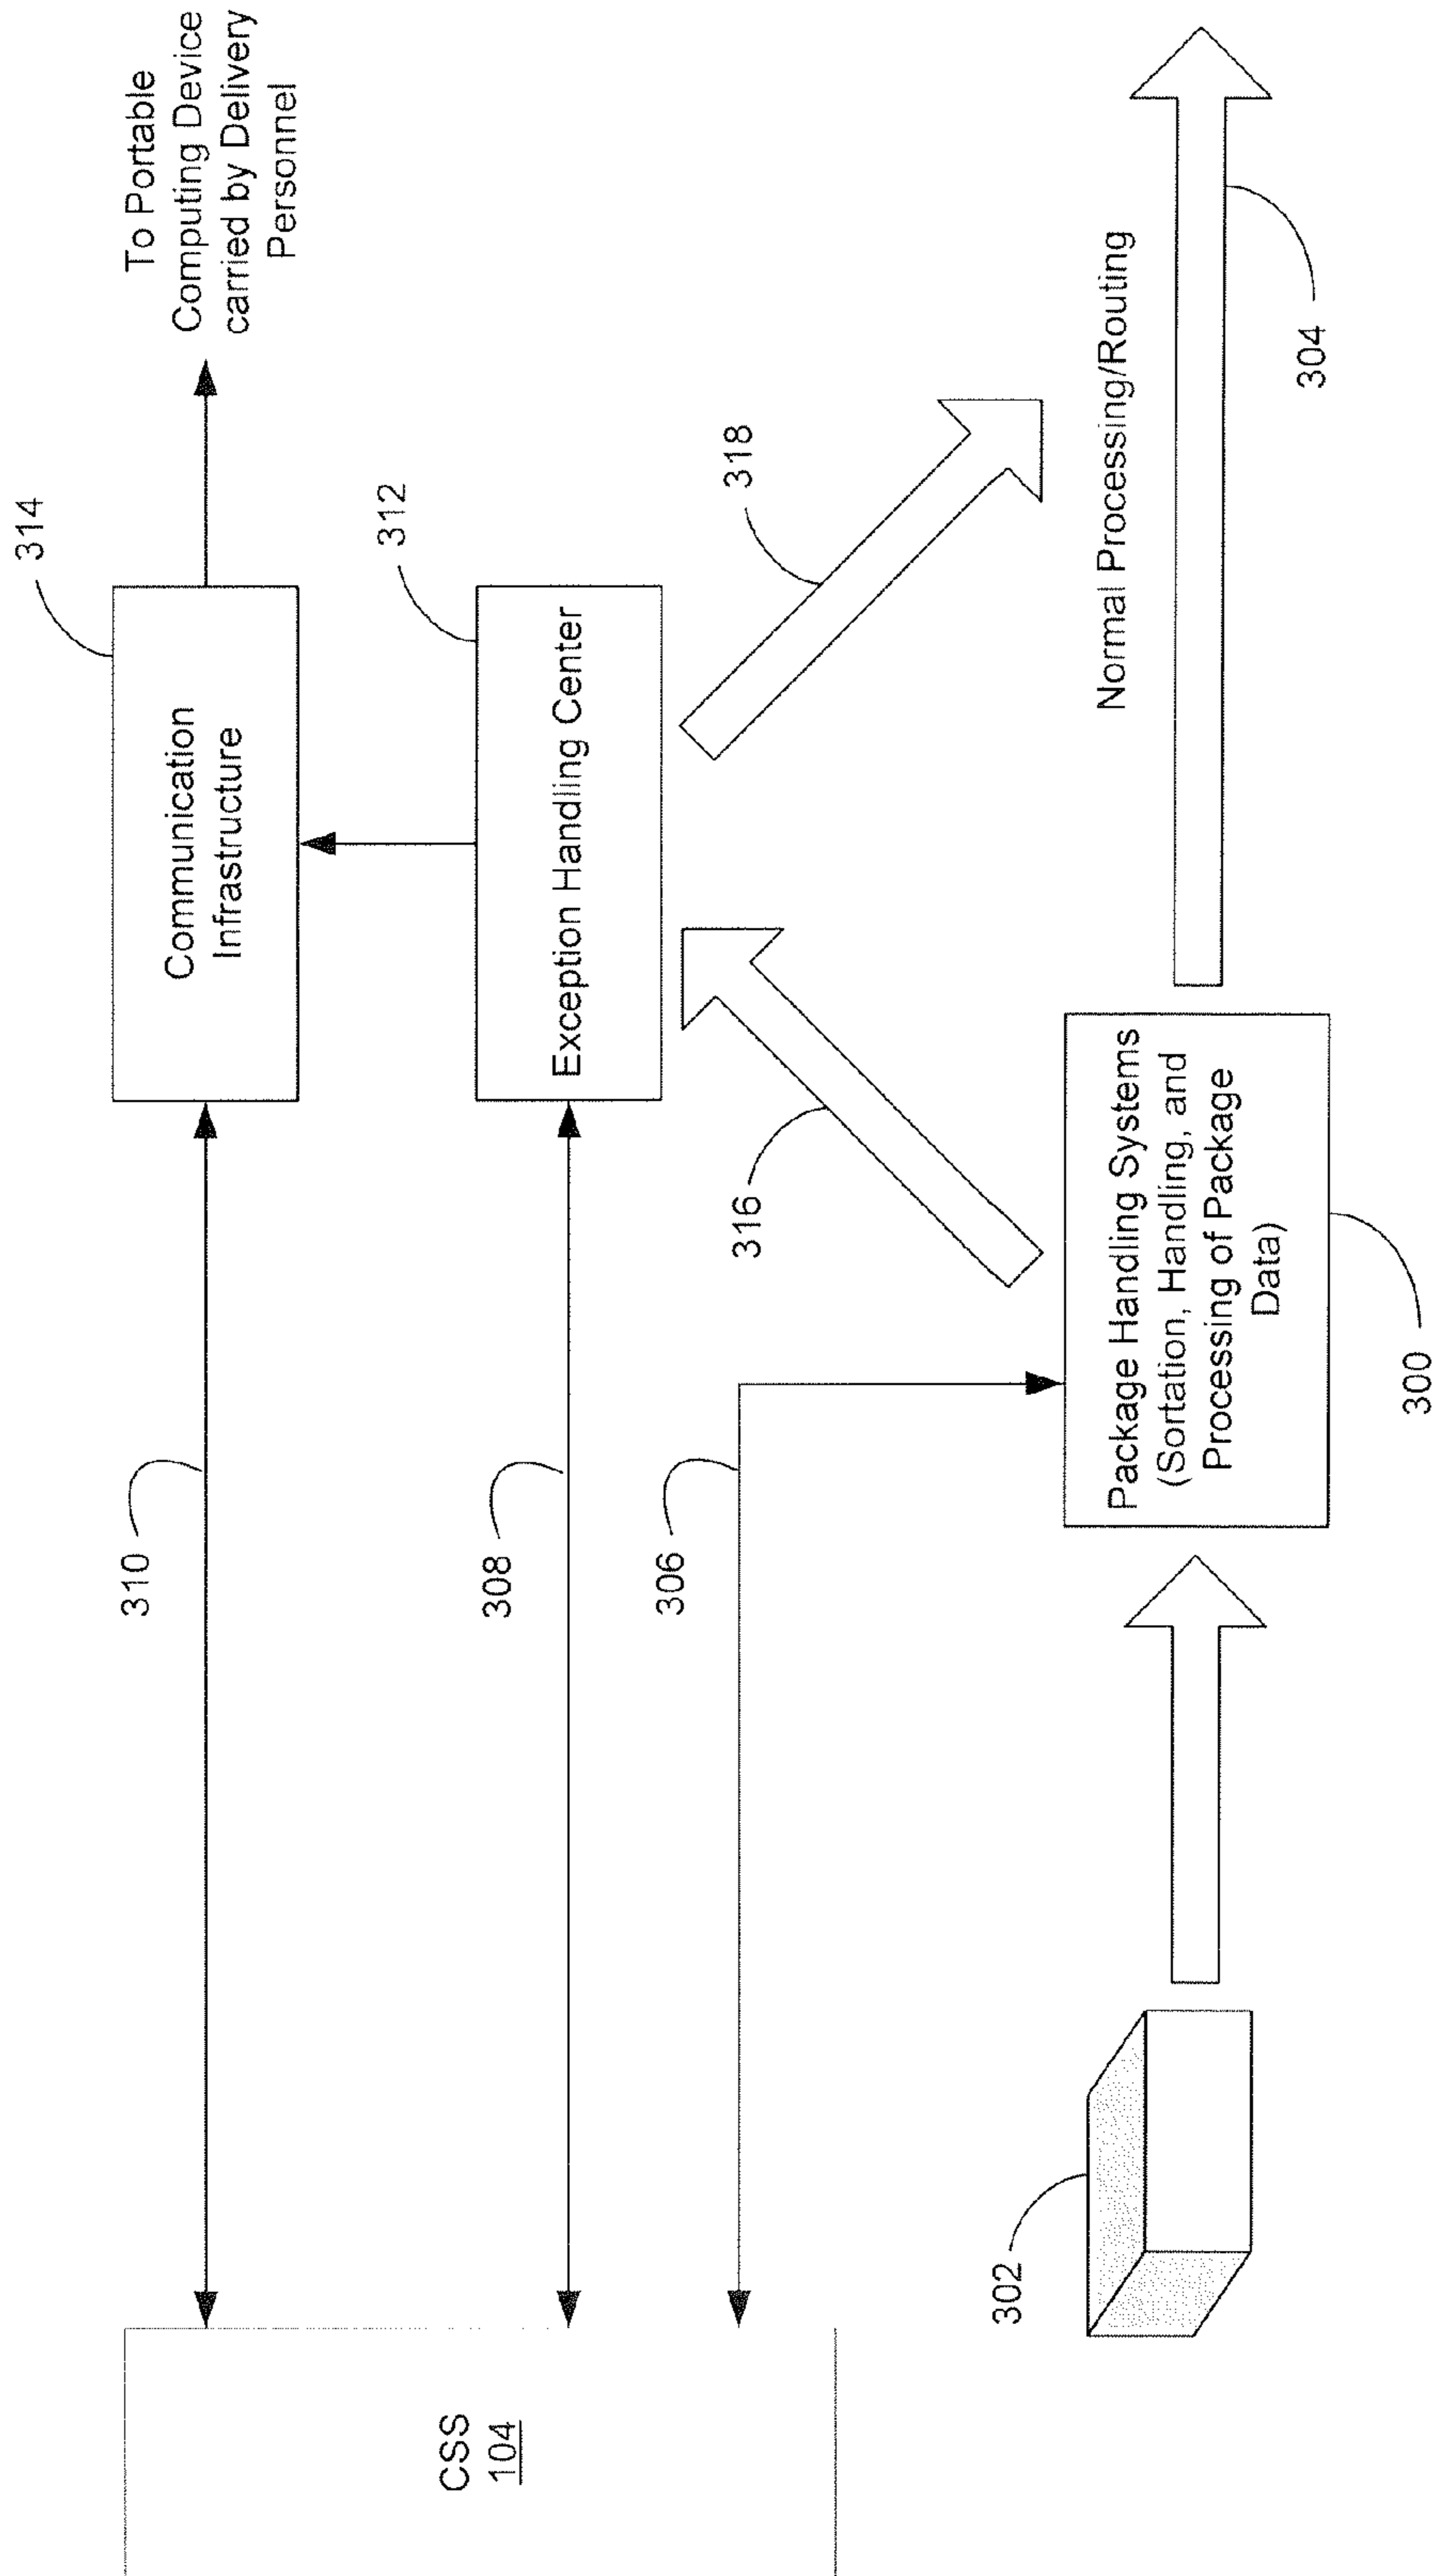 To Portable
Computing Device
carried by Delivery
Personnel
314
Communication
Infrastructure
310
312
Exception Handling Center
308
318
316
306
CSS
104
Normal Processing/Routing
304
Package Handling Systems
(Sortation, Handling, and
Processing of Package
Data)
300
302